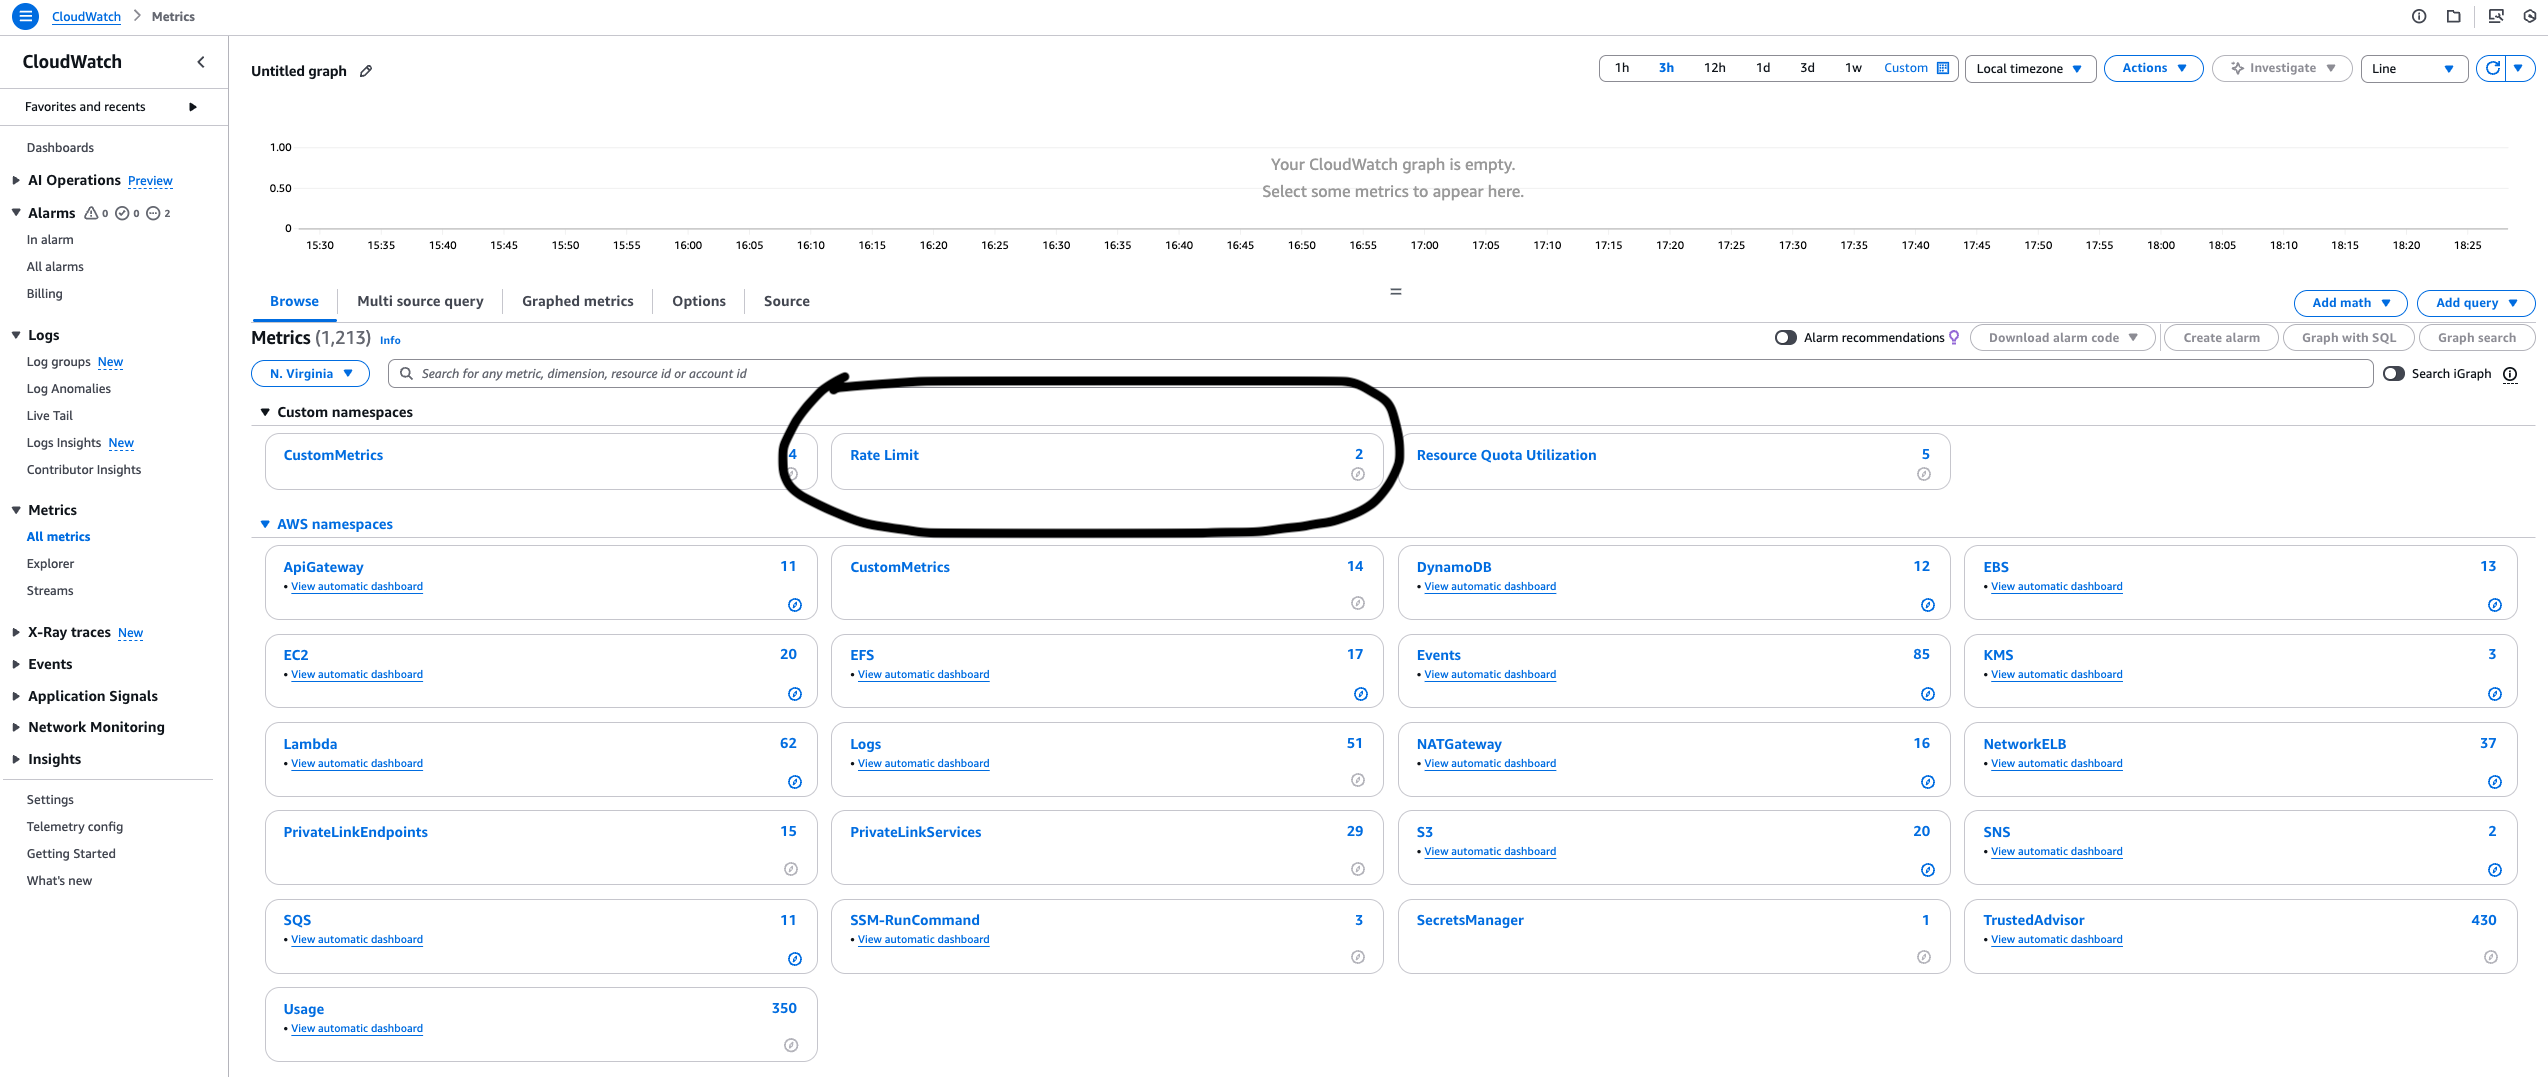 CloudWatch > Metrics
CloudWatch
Favorites and recents
Dashboards
AI Operations Preview
Alarms 0 0 2
In alarm
All alarms
Billing
Logs
Log groups New
Log Anomalies
Live Tail
Logs Insights New
Contributor Insights
Metrics
All metrics
Explorer
Streams
X-Ray traces New
Events
Application Signals
Network Monitoring
Insights
Settings
Telemetry config
Getting Started
What's new
Untitled graph
1h 3h 12h 1d 3d 1w Custom Local timezone Actions Investigate Line
1.00
0.50
0
Your CloudWatch graph is empty.
Select some metrics to appear here.
15:30 15:35 15:40 15:45 15:50 15:55 16:00 16:05 16:10 16:15 16:20 16:25 16:30 16:35 16:40 16:45 16:50 16:55 17:00 17:05 17:10 17:15 17:20 17:25 17:30 17:35 17:40 17:45 17:50 17:55 18:00 18:05 18:10 18:15 18:20 18:25
Browse Multi source query Graphed metrics Options Source Add math Add query
Metrics (1,213) Info Alarm recommendations Download alarm code Create alarm Graph with SQL Graph search
N. Virginia Search for any metric, dimension, resource id or account id Search iGraph
Custom namespaces
CustomMetrics 4 Rate Limit 2 Resource Quota Utilization 5
AWS namespaces
ApiGateway 11 CustomMetrics 14 DynamoDB 12 EBS 13
• View automatic dashboard • View automatic dashboard • View automatic dashboard
EC2 20 EFS 17 Events 85 KMS 3
• View automatic dashboard • View automatic dashboard • View automatic dashboard • View automatic dashboard
Lambda 62 Logs 51 NATGateway 16 NetworkELB 37
• View automatic dashboard • View automatic dashboard • View automatic dashboard • View automatic dashboard
PrivateLinkEndpoints 15 PrivateLinkServices 29 S3 20 SNS 2
• View automatic dashboard • View automatic dashboard
SQS 11 SSM-RunCommand 3 SecretsManager 1 TrustedAdvisor 430
• View automatic dashboard • View automatic dashboard • View automatic dashboard
Usage 350
• View automatic dashboard